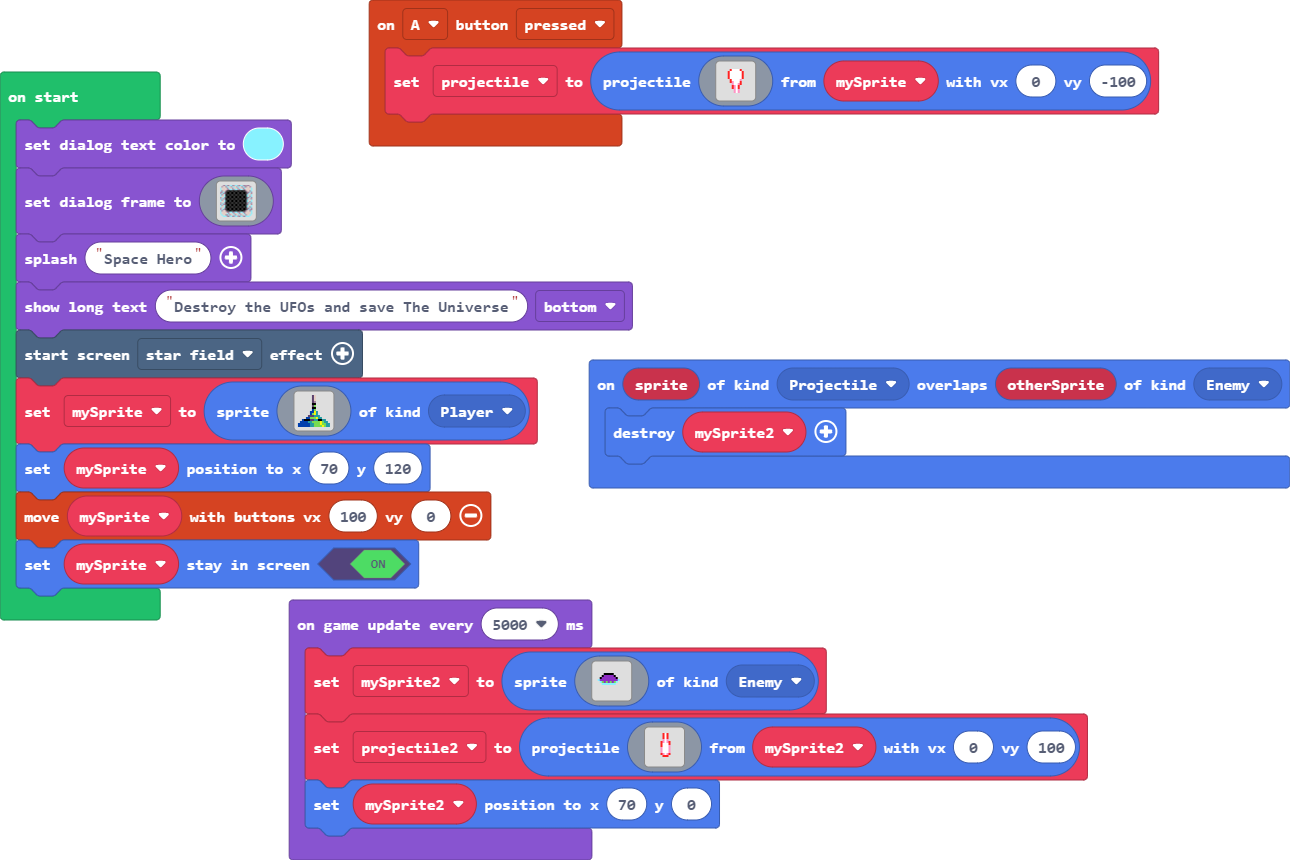 on A button pressed
set projectile to projectile from mySprite with vx 0 vy -100
on start
set dialog text color to
set dialog frame to
splash "Space Hero"
show long text "Destroy the UFOs and save The Universe" bottom
start screen star field effect
set mySprite to sprite of kind Player
set mySprite position to x 70 y 120
move mySprite with buttons vx 100 vy 0
set mySprite stay in screen ON
on sprite of kind Projectile overlaps otherSprite of kind Enemy
destroy mySprite2
on game update every 5000 ms
set mySprite2 to sprite of kind Enemy
set projectile2 to projectile from mySprite2 with vx 0 vy 100
set mySprite2 position to x 70 y 0